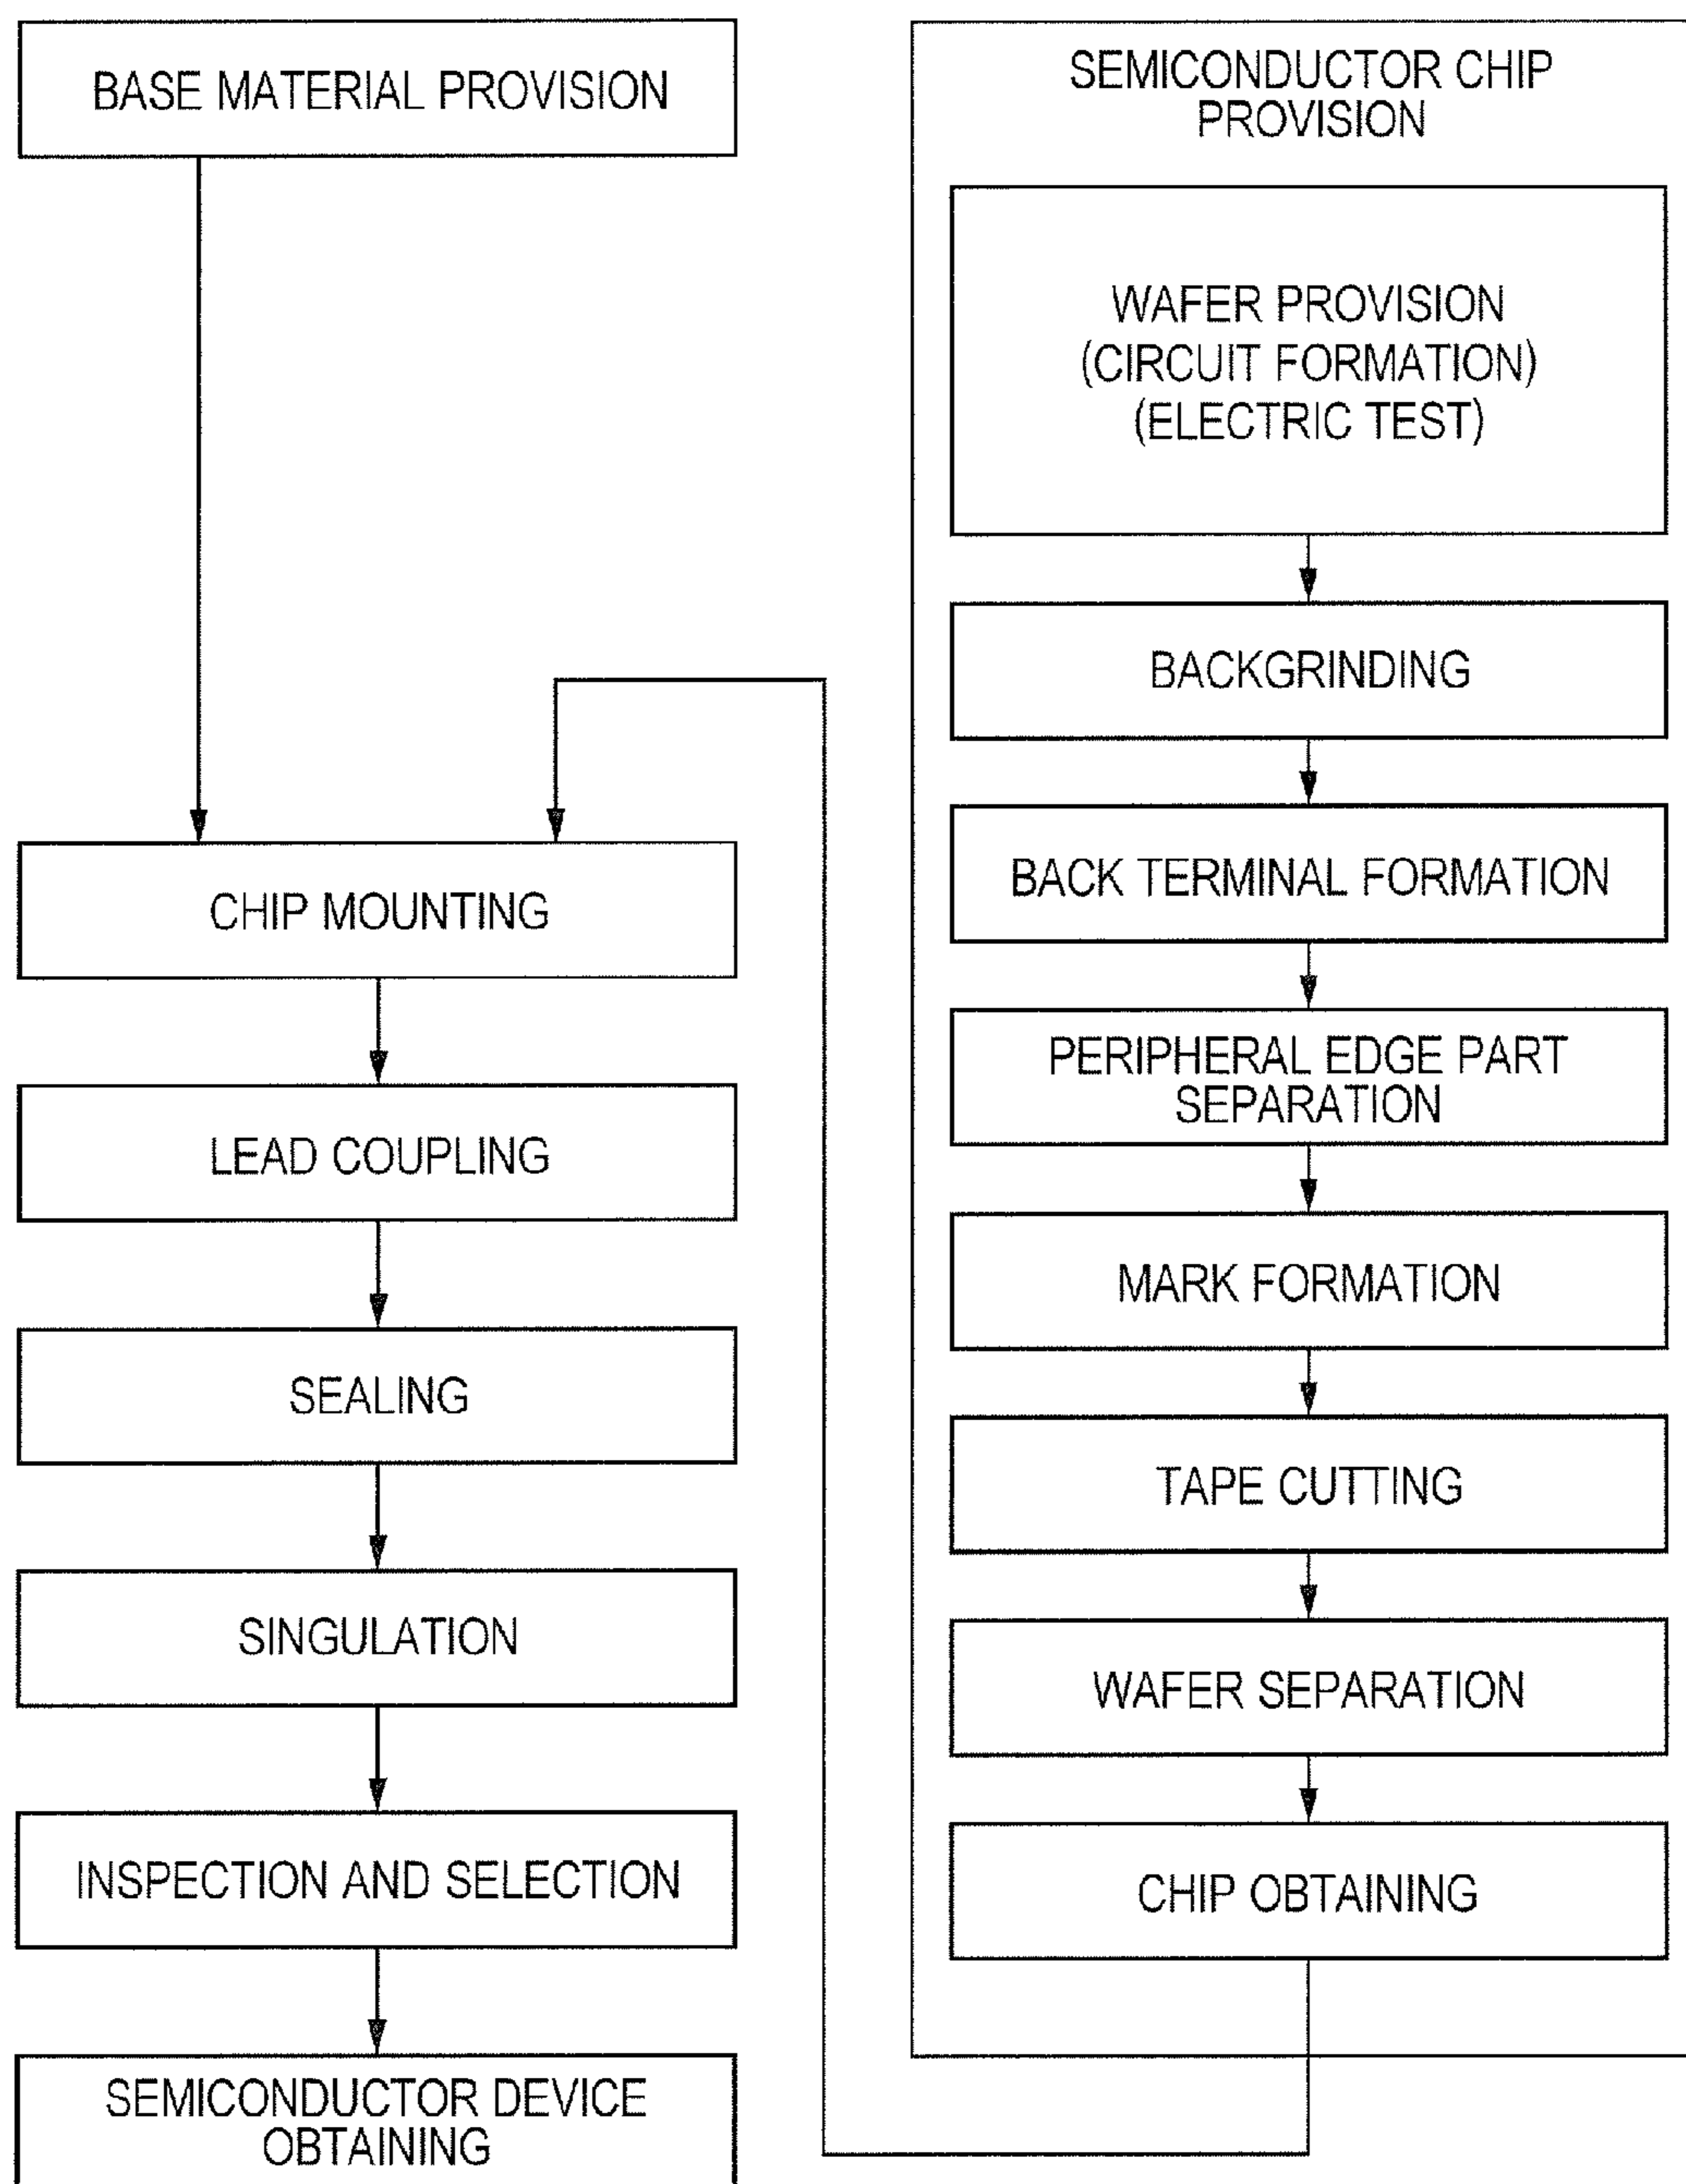 BASE MATERIAL PROVISION
CHIP MOUNTING
LEAD COUPLING
SEALING
SINGULATION
INSPECTION AND SELECTION
SEMICONDUCTOR DEVICE
OBTAINING
SEMICONDUCTOR CHIP
PROVISION
WAFER PROVISION
(CIRCUIT FORMATION)
(ELECTRIC TEST)
BACKGRINDING
BACK TERMINAL FORMATION
PERIPHERAL EDGE PART
SEPARATION
MARK FORMATION
TAPE CUTTING
WAFER SEPARATION
CHIP OBTAINING